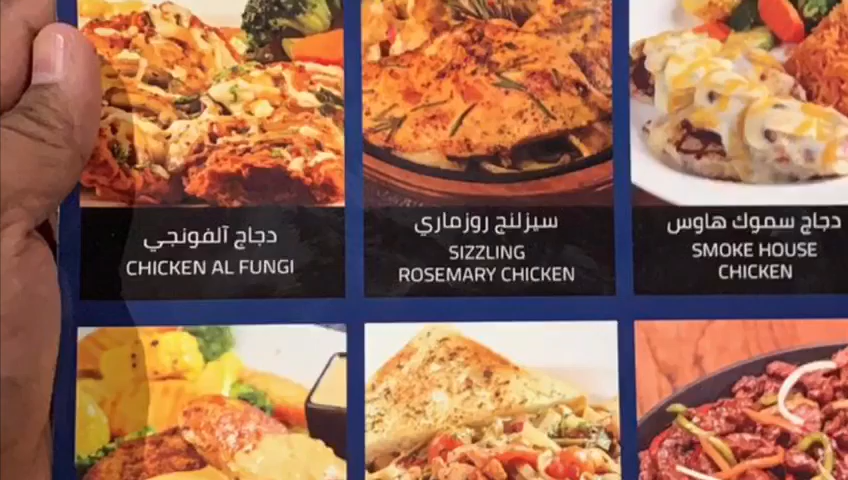 دجاج آلفونجي
CHICKEN AL FUNGI
سيزلنج روزماري
SIZZLING
ROSEMARY CHICKEN
دجاج سموك هاوس
SMOKE HOUSE
CHICKEN